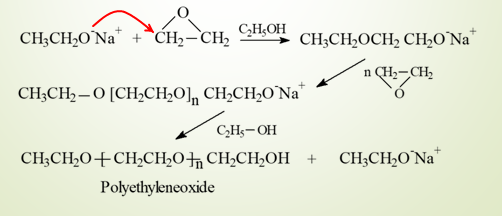 CH₃CH₂O⁻Na⁺ + CH₂–CH₂ O C₂H₅OH CH₃CH₂OCH₂ CH₂O⁻Na⁺
n CH₂–CH₂ O
CH₃CH₂–O [CH₂CH₂O]ₙ CH₂CH₂O⁻Na⁺
C₂H₅–OH
CH₃CH₂O+CH₂CH₂O+ₙCH₂CH₂OH + CH₃CH₂O⁻Na⁺
Polyethyleneoxide